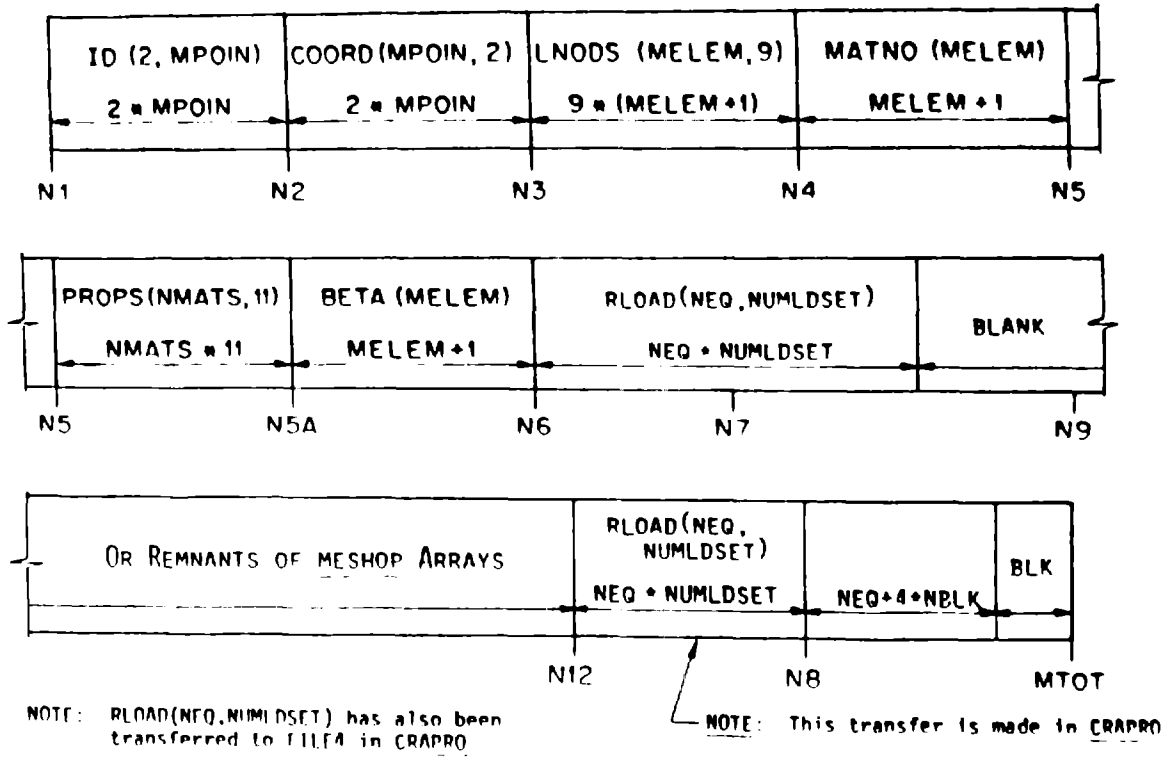 ID (2, MPOIN) COORD (MPOIN, 2) LNODS (MELEM, 9) MATNO (MELEM)
2 * MPOIN 2 * MPOIN 9 * (MELEM +1) MELEM +1
N1 N2 N3 N4 N5
PROPS (NMATS, 11) BETA (MELEM) RLOAD (NEQ, NUMLDSET) BLANK
NMATS * 11 MELEM +1 NEQ * NUMLDSET
N5 N5A N6 N7 N9
OR REMNANTS OF MESHOP ARRAYS RLOAD (NEQ,
NUMLDSET) BLK
NEQ * NUMLDSET NEQ+4*NBLK
N12 N8 MTOT
NOTE: RLOAD(NEQ,NUMLDSET) has also been
transferred to FILE4 in CRAPRO
NOTE: This transfer is made in CRAPRO